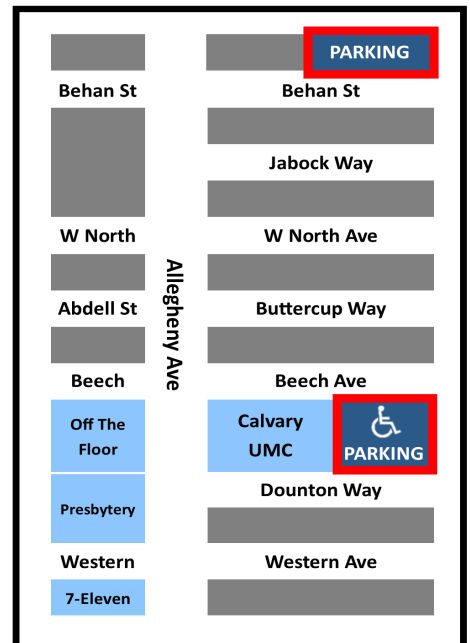 PARKING
Behan St
Behan St
Jabock Way
W North
W North Ave
Allegheny Ave
Abdell St
Buttercup Way
Beech
Beech Ave
Off The
Floor
Calvary
UMC
PARKING
Presbytery
Dounton Way
Western
Western Ave
7-Eleven